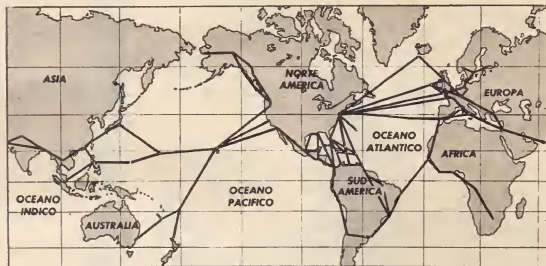 ASIA
NORTE
AMERICA
EUROPA
OCEANO
ATLANTICO
AFRICA
OCEANO
INDICO
OCEANO
PACIFICO
SUD
AMERICA
AUSTRALIA